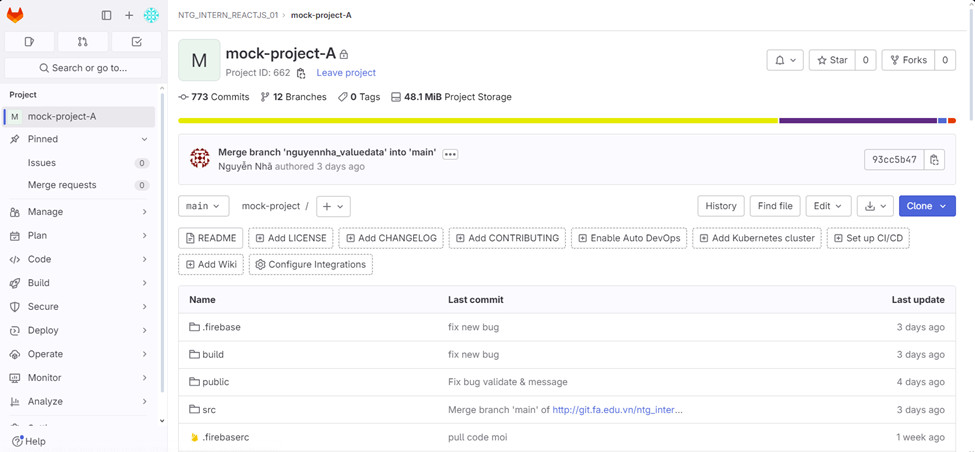 NTG_INTERN_REACTJS_01 > mock-project-A
Search or go to...
Project
M mock-project-A
Pinned
Issues 0
Merge requests 0
Manage
Plan
Code
Build
Secure
Deploy
Operate
Monitor
Analyze
Help
M
mock-project-A
Project ID: 662 Leave project
Star 0 Forks 0
773 Commits 12 Branches 0 Tags 48.1 MiB Project Storage
Merge branch 'nguyennha_valuedata' into 'main' ...
Nguyễn Nhã authored 3 days ago
93cc5b47
main mock-project / + History Find file Edit Clone
README Add LICENSE Add CHANGELOG Add CONTRIBUTING Enable Auto DevOps Add Kubernetes cluster Set up CI/CD
Add Wiki Configure Integrations
Name Last commit Last update
.firebase fix new bug 3 days ago
build fix new bug 3 days ago
public Fix bug validate & message 4 days ago
src Merge branch 'main' of http://git.fa.edu.vn/ntg_inter... 3 days ago
.firebaserc pull code moi 1 week ago